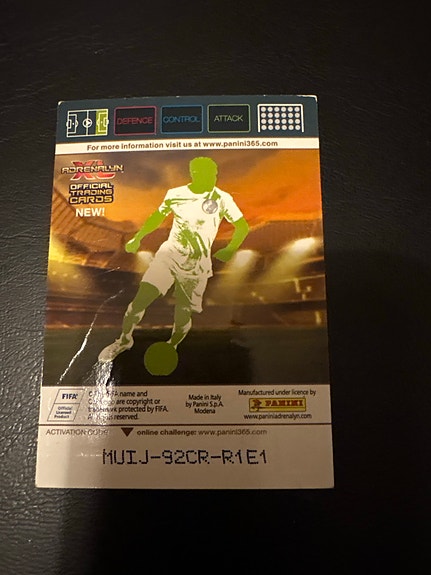 DEFENCE CONTROL ATTACK
For more information visit us at www.panini365.com
ADRENALYN
XL
OFFICIAL
TRADING
CARDS
NEW!
FIFA
Official
Licensed
Product
name and
are copyright or
protected by FIFA.
reserved.
Made in Italy
by Panini S.p.A.
Modena
Manufactured under licence by
PANINI
www.paniniadrenalyn.com
ACTIVATION CODE online challenge: www.panini365.com
MUIJ-92CR-R1E1